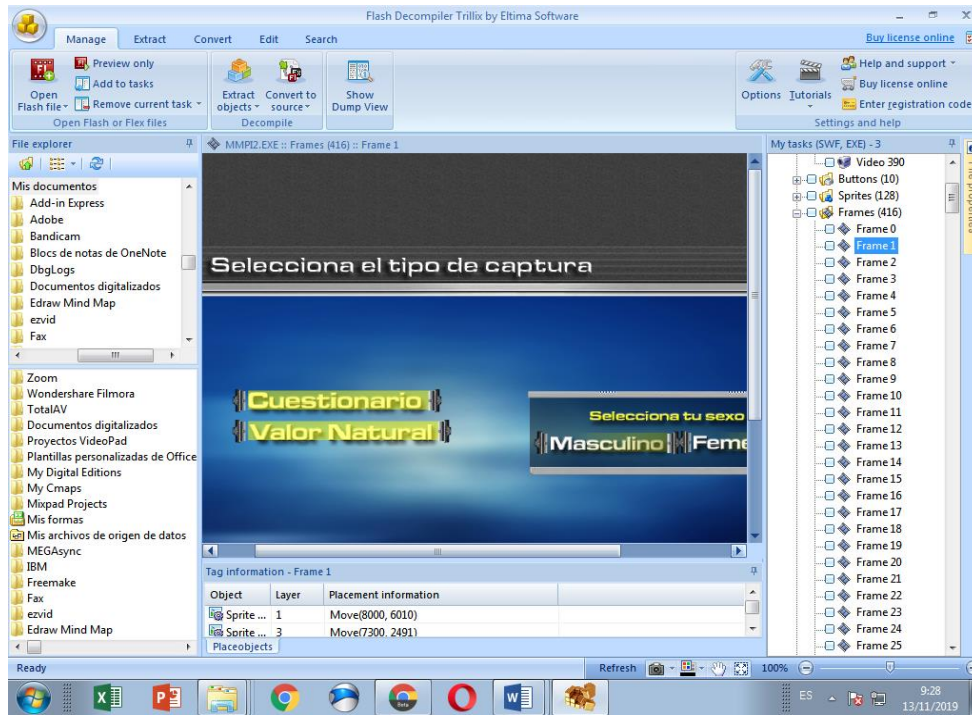 Flash Decompiler Trillix by Eltima Software
Manage Extract Convert Edit Search
Buy license online
Open Flash file
Preview only
Add to tasks
Remove current task
Open Flash or Flex files
Extract objects
Convert to source
Decompile
Show Dump View
Options
Tutorials
Help and support
Buy license online
Enter registration code
Settings and help
File explorer
Mis documentos
Add-in Express
Adobe
Bandicam
Blocs de notas de OneNote
DbgLogs
Documentos digitalizados
Edraw Mind Map
ezvid
Fax
Zoom
Wondershare Filmora
TotalAV
Documentos digitalizados
Proyectos VideoPad
Plantillas personalizadas de Office
My Digital Editions
My Cmaps
Mixpad Projects
Mis formas
Mis archivos de origen de datos
MEGAsync
IBM
Freemake
Fax
ezvid
Edraw Mind Map
MMPI2.EXE :: Frames (416) :: Frame 1
Selecciona el tipo de captura
Cuestionario
Valor Natural
Selecciona tu sexo
Masculino Feme
Tag information - Frame 1
Object Layer Placement information
Sprite ... 1 Move(8000, 6010)
Sprite ... 3 Move(7300, 2491)
Placeobjects
My tasks (SWF, EXE) - 3
Video 390
Buttons (10)
Sprites (128)
Frames (416)
Frame 0
Frame 1
Frame 2
Frame 3
Frame 4
Frame 5
Frame 6
Frame 7
Frame 8
Frame 9
Frame 10
Frame 11
Frame 12
Frame 13
Frame 14
Frame 15
Frame 16
Frame 17
Frame 18
Frame 19
Frame 20
Frame 21
Frame 22
Frame 23
Frame 24
Frame 25
Ready
Refresh
100%
ES
9:28
13/11/2019